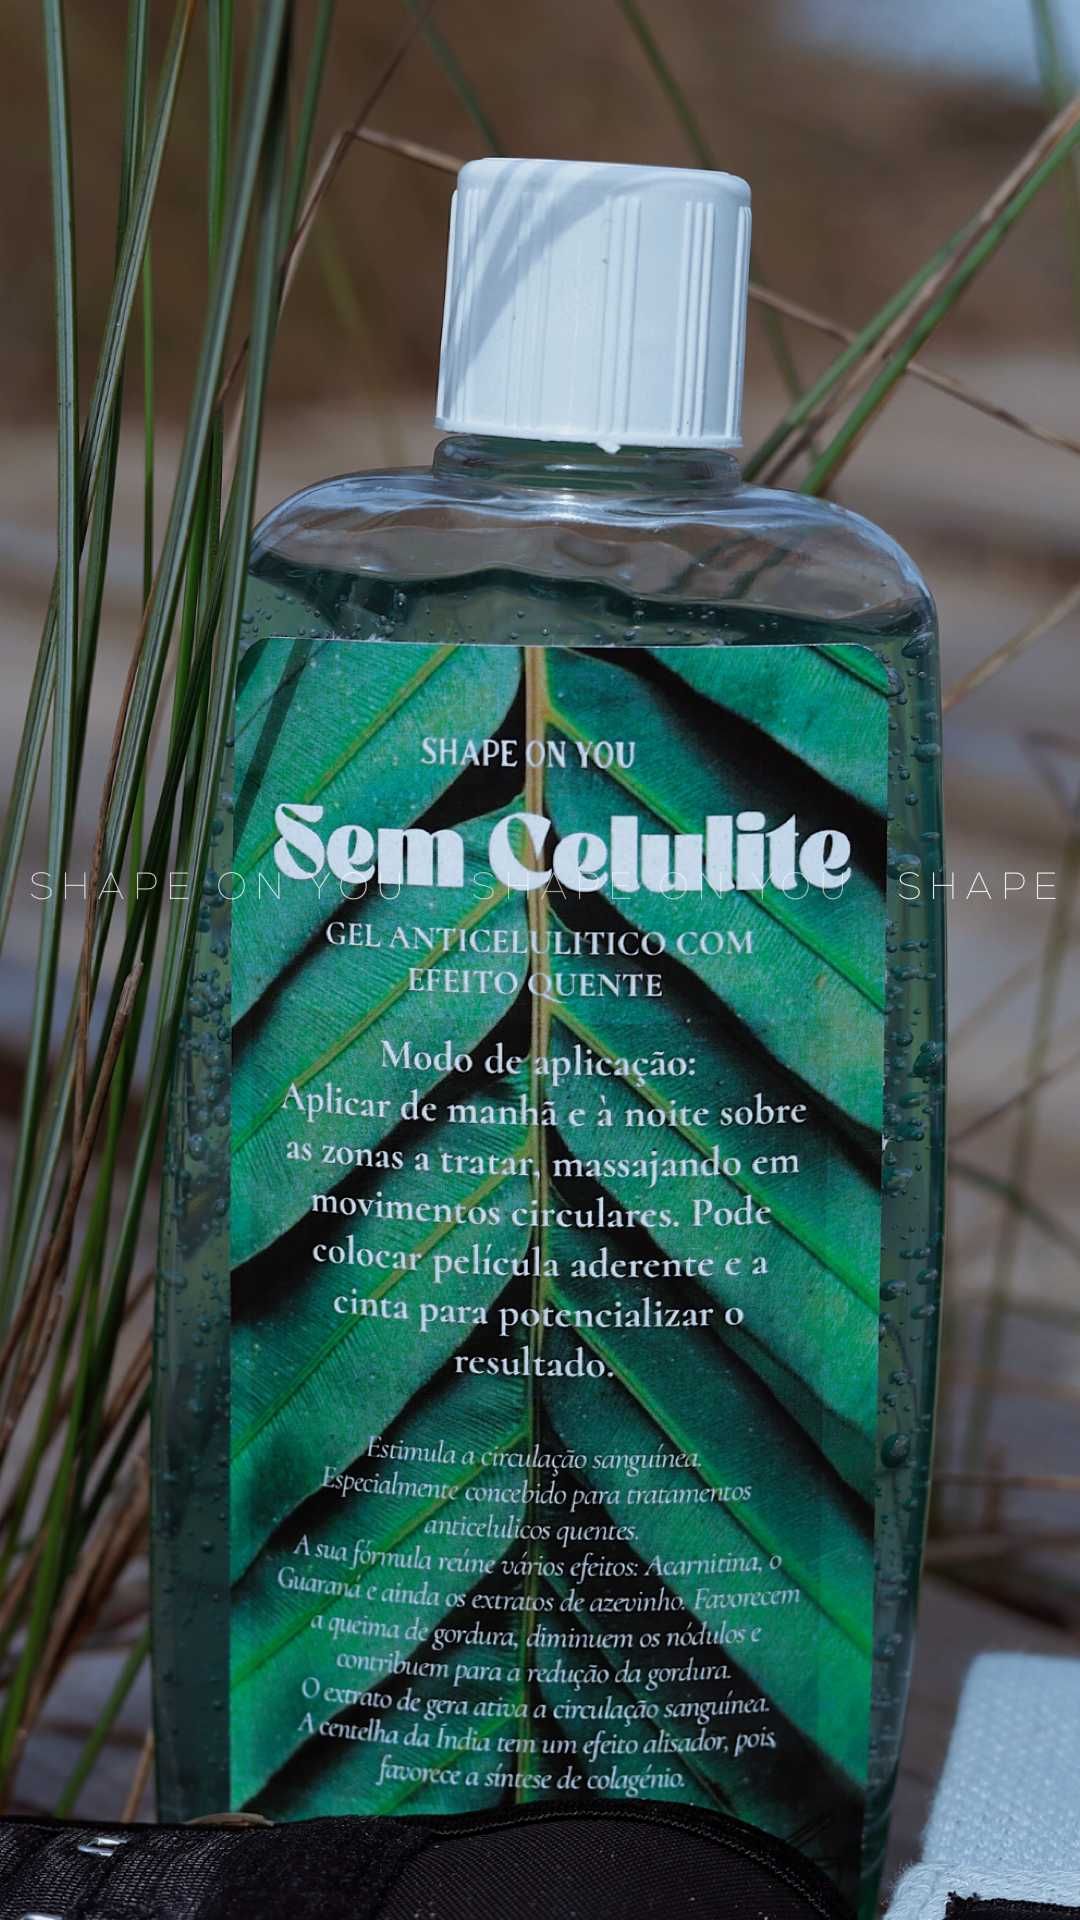 SHAPE ON YOU
Sem Celulite
SHAPE ON YOU SHAPE ON YOU SHAPE
GEL ANTICELULITICO COM
EFEITO QUENTE
Modo de aplicação:
Aplicar de manhã e à noite sobre
as zonas a tratar, massajando em
movimentos circulares. Pode
colocar película aderente e a
cinta para potencializar o
resultado.
Estimula a circulação sanguínea.
Especialmente concebido para tratamentos
anticelulicos quentes.
A sua fórmula reúne vários efeitos: Acarnitina, o
Guaraná e ainda os extratos de azevinho. Favorecem
a queima de gordura, diminuem os nódulos e
contribuem para a redução da gordura.
O extrato de gera ativa a circulação sanguínea.
A centelha da Índia tem um efeito alisador, pois,
favorece a síntese de colagénio.